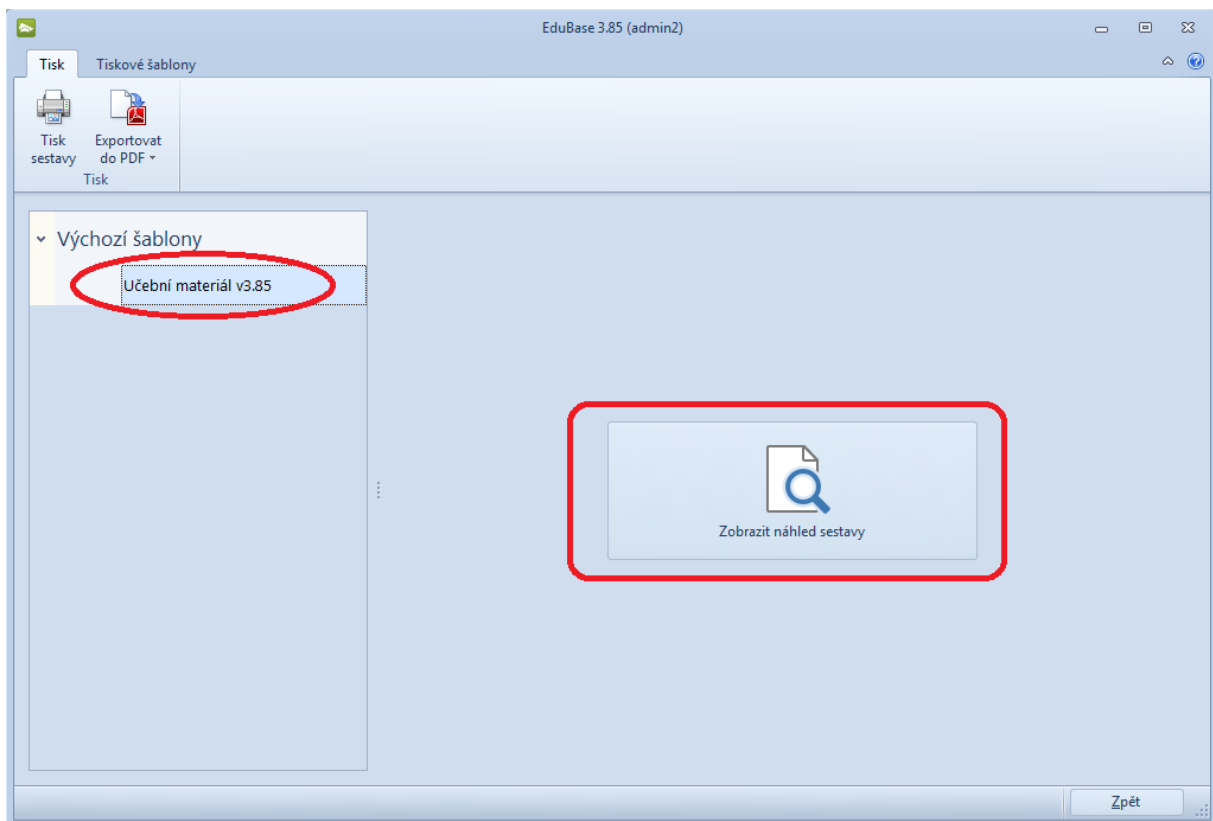 EduBase 3.85 (admin2)
Tisk Tiskové šablony
Tisk sestavy
Exportovat do PDF
Tisk
Výchozí šablony
Učební materiál v3.85
Zobrazit náhled sestavy
Zpět